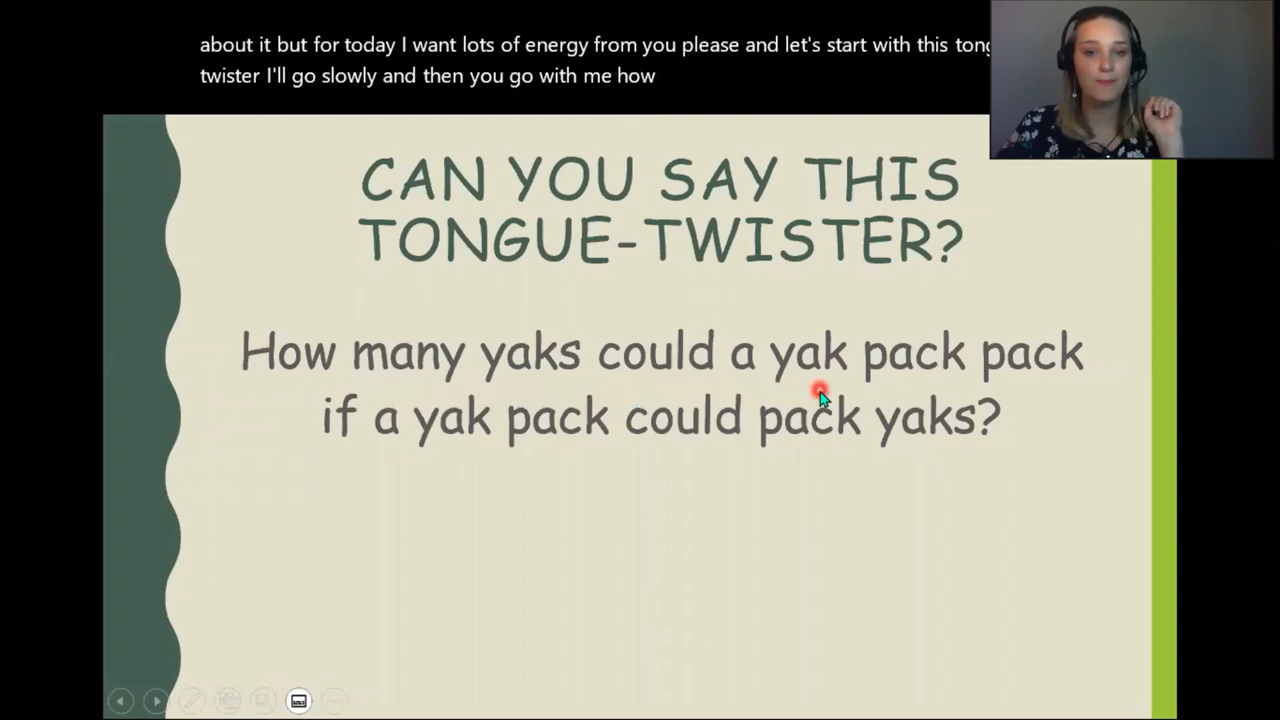 about it but for today I want lots of energy from you please and let's start with this
twister I'll go slowly and then you go with me how
CAN YOU SAY THIS
TONGUE-TWISTER?
How many yaks could a yak pack pack
if a yak pack could pack yaks?